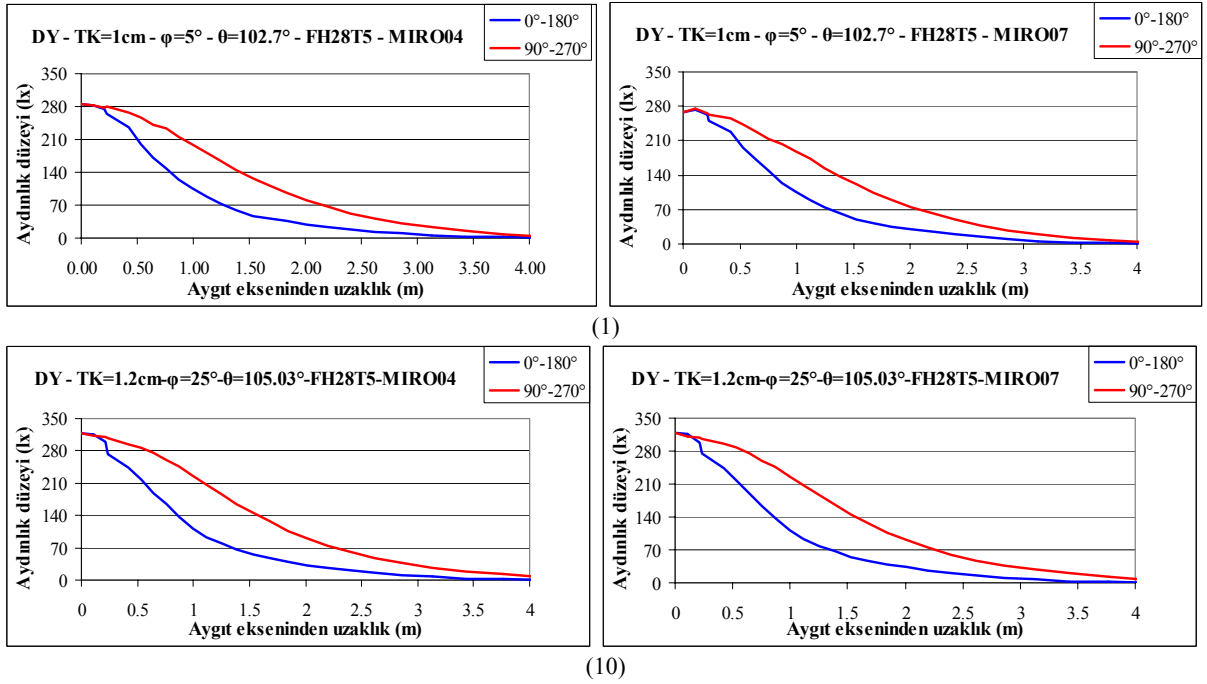 DY - TK=1cm - φ=5° - θ=102.7° - FH28T5 - MIRO04
0°-180°
90°-270°
Aydınlık düzeyi (lx)
350
280
210
140
70
0
0.00 0.50 1.00 1.50 2.00 2.50 3.00 3.50 4.00
Aygıt ekseninden uzaklık (m)
DY - TK=1cm - φ=5° - θ=102.7° - FH28T5 - MIRO07
0°-180°
90°-270°
Aydınlık düzeyi (lx)
350
280
210
140
70
0
0 0.5 1 1.5 2 2.5 3 3.5 4
Aygıt ekseninden uzaklık (m)
(1)
DY - TK=1.2cm-φ=25°-θ=105.03°-FH28T5-MIRO04
0°-180°
90°-270°
Aydınlık düzeyi (lx)
350
280
210
140
70
0
0 0.5 1 1.5 2 2.5 3 3.5 4
Aygıt ekseninden uzaklık (m)
DY - TK=1.2cm-φ=25°-θ=105.03°-FH28T5-MIRO07
0°-180°
90°-270°
Aydınlık düzeyi (lx)
350
280
210
140
70
0
0 0.5 1 1.5 2 2.5 3 3.5 4
Aygıt ekseninden uzaklık (m)
(10)